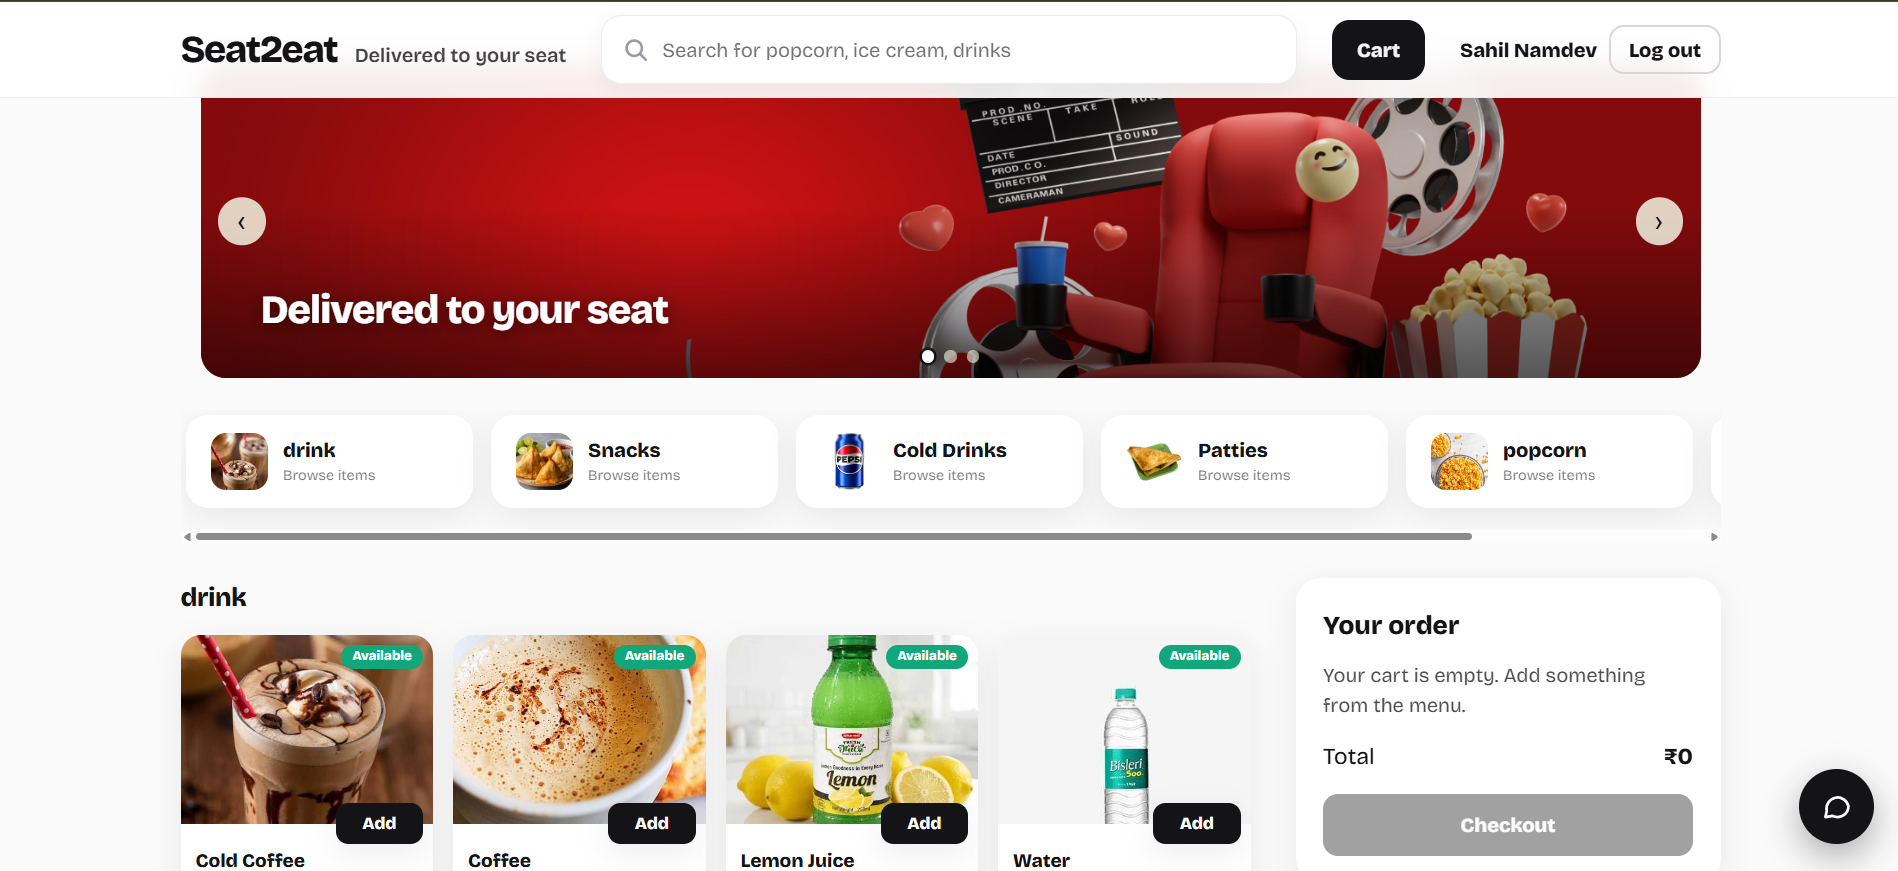 Seat2eat Delivered to your seat
Search for popcorn, ice cream, drinks
Cart
Sahil Namdev
Log out
PROD.NO.
SCENE
TAKE
ROLL
SOUND
DATE
PROD.CO.
DIRECTOR
CAMERAMAN
‹
›
Delivered to your seat
drink
Browse items
Snacks
Browse items
PEPSI
Cold Drinks
Browse items
Patties
Browse items
popcorn
Browse items
drink
Available
Add
Cold Coffee
Available
Add
Coffee
Available
Lemon
Add
Lemon Juice
Available
Bisleri
500
Add
Water
Your order
Your cart is empty. Add something
from the menu.
Total ₹0
Checkout